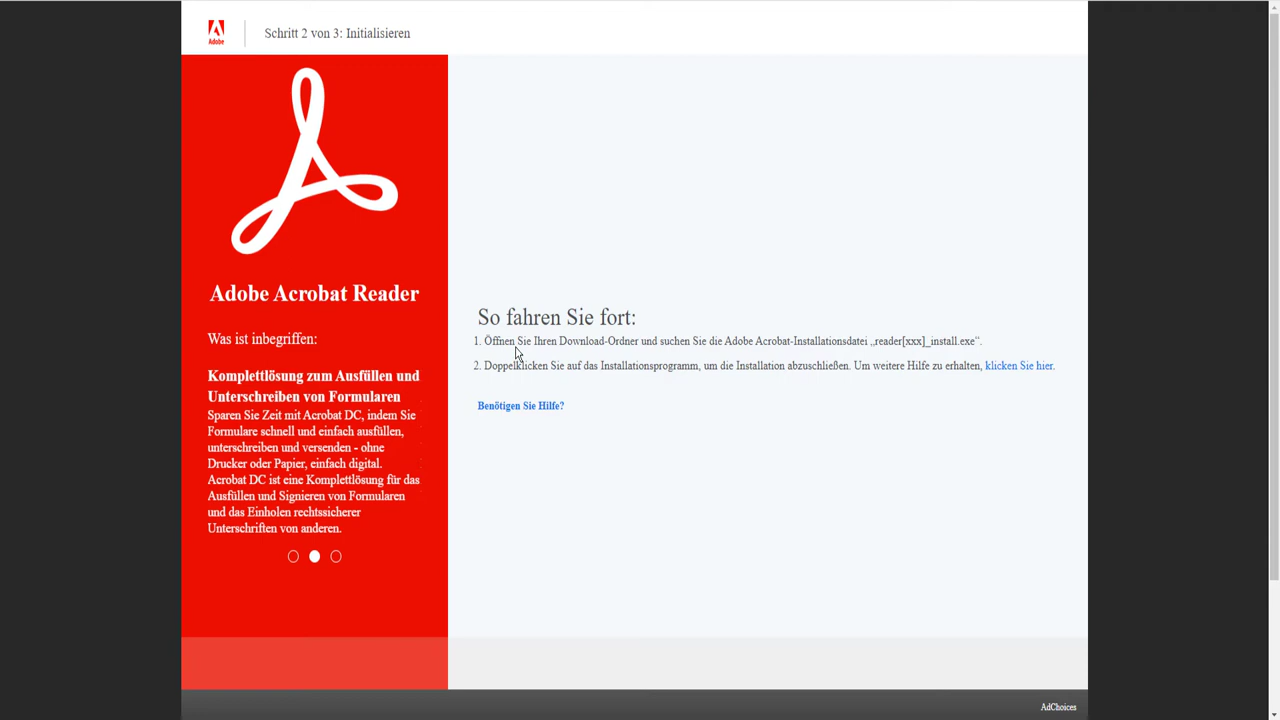 Adobe
Schritt 2 von 3: Initialisieren
Adobe Acrobat Reader
Was ist inbegriffen:
Komplettlösung zum Ausfüllen und
Unterschreiben von Formularen
Sparen Sie Zeit mit Acrobat DC, indem Sie
Formulare schnell und einfach ausfüllen,
unterschreiben und versenden - ohne
Drucker oder Papier, einfach digital.
Acrobat DC ist eine Komplettlösung für das
Ausfüllen und Signieren von Formularen
und das Einholen rechtssicherer
Unterschriften von anderen.
So fahren Sie fort:
1. Öffnen Sie Ihren Download-Ordner und suchen Sie die Adobe Acrobat-Installationsdatei „reader[xxx]_install.exe“.
2. Doppelklicken Sie auf das Installationsprogramm, um die Installation abzuschließen. Um weitere Hilfe zu erhalten, klicken Sie hier.
Benötigen Sie Hilfe?
AdChoices